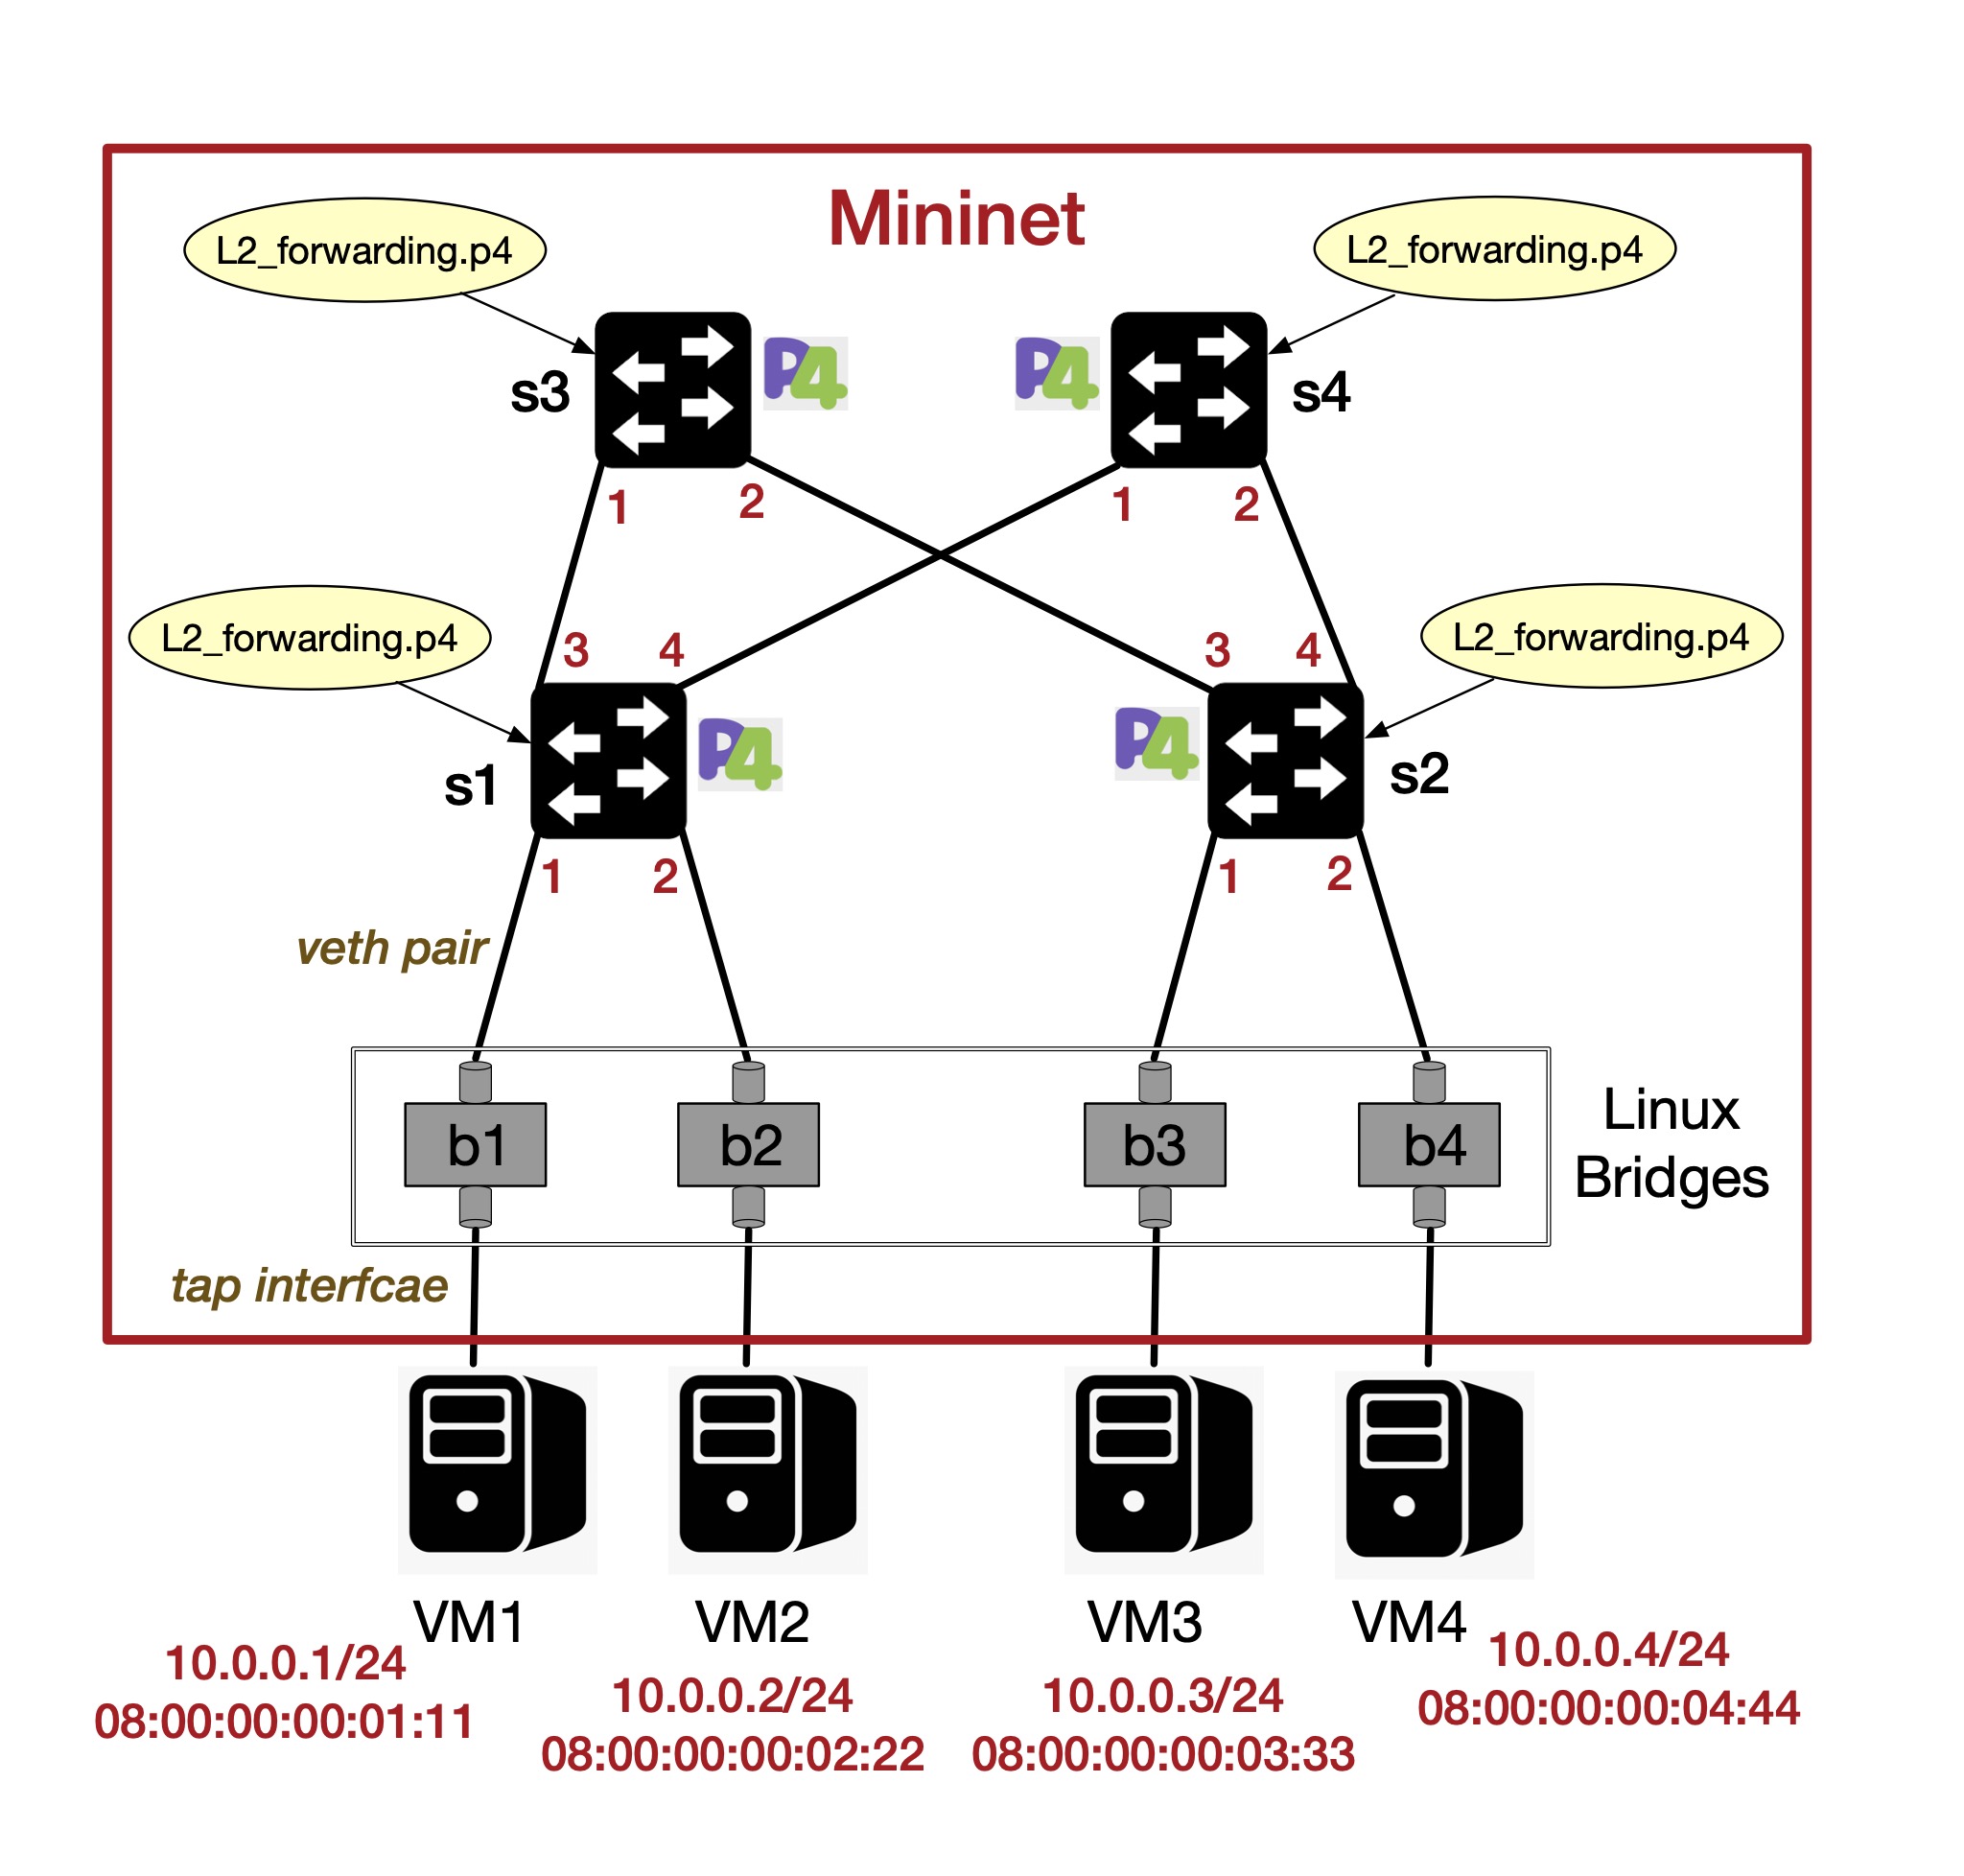 Mininet
L2_forwarding.p4
L2_forwarding.p4
s3
P4
P4
s4
1
2
1
2
L2_forwarding.p4
L2_forwarding.p4
3
4
3
4
s1
P4
P4
s2
1
2
1
2
veth pair
b1
b2
b3
b4
Linux
Bridges
tap interfcae
VM1
VM2
VM3
VM4
10.0.0.1/24
08:00:00:00:01:11
10.0.0.2/24
08:00:00:00:02:22
10.0.0.3/24
08:00:00:00:03:33
10.0.0.4/24
08:00:00:00:04:44